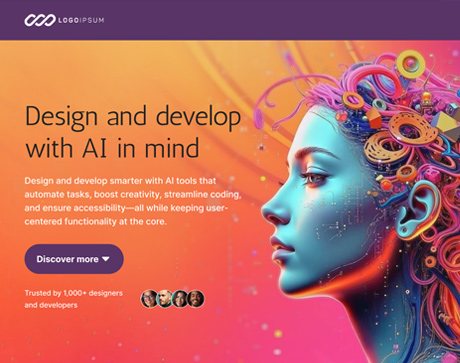 LOGOIPSUM
Design and develop
with AI in mind
Design and develop smarter with AI tools that
automate tasks, boost creativity, streamline coding,
and ensure accessibility—all while keeping user-
centered functionality at the core.
Discover more
Trusted by 1,000+ designers
and developers